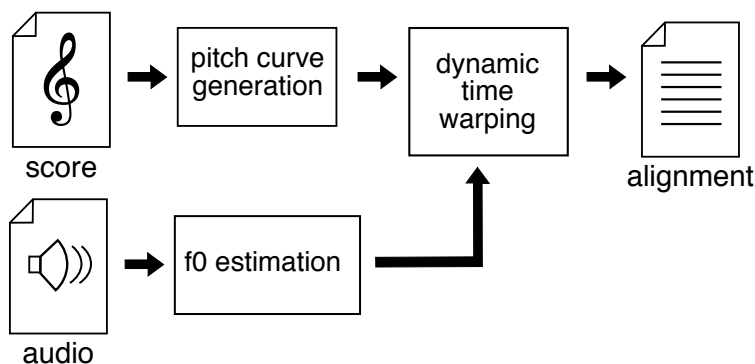 pitch curve
generation
dynamic
time
warping
score
alignment
f0 estimation
audio